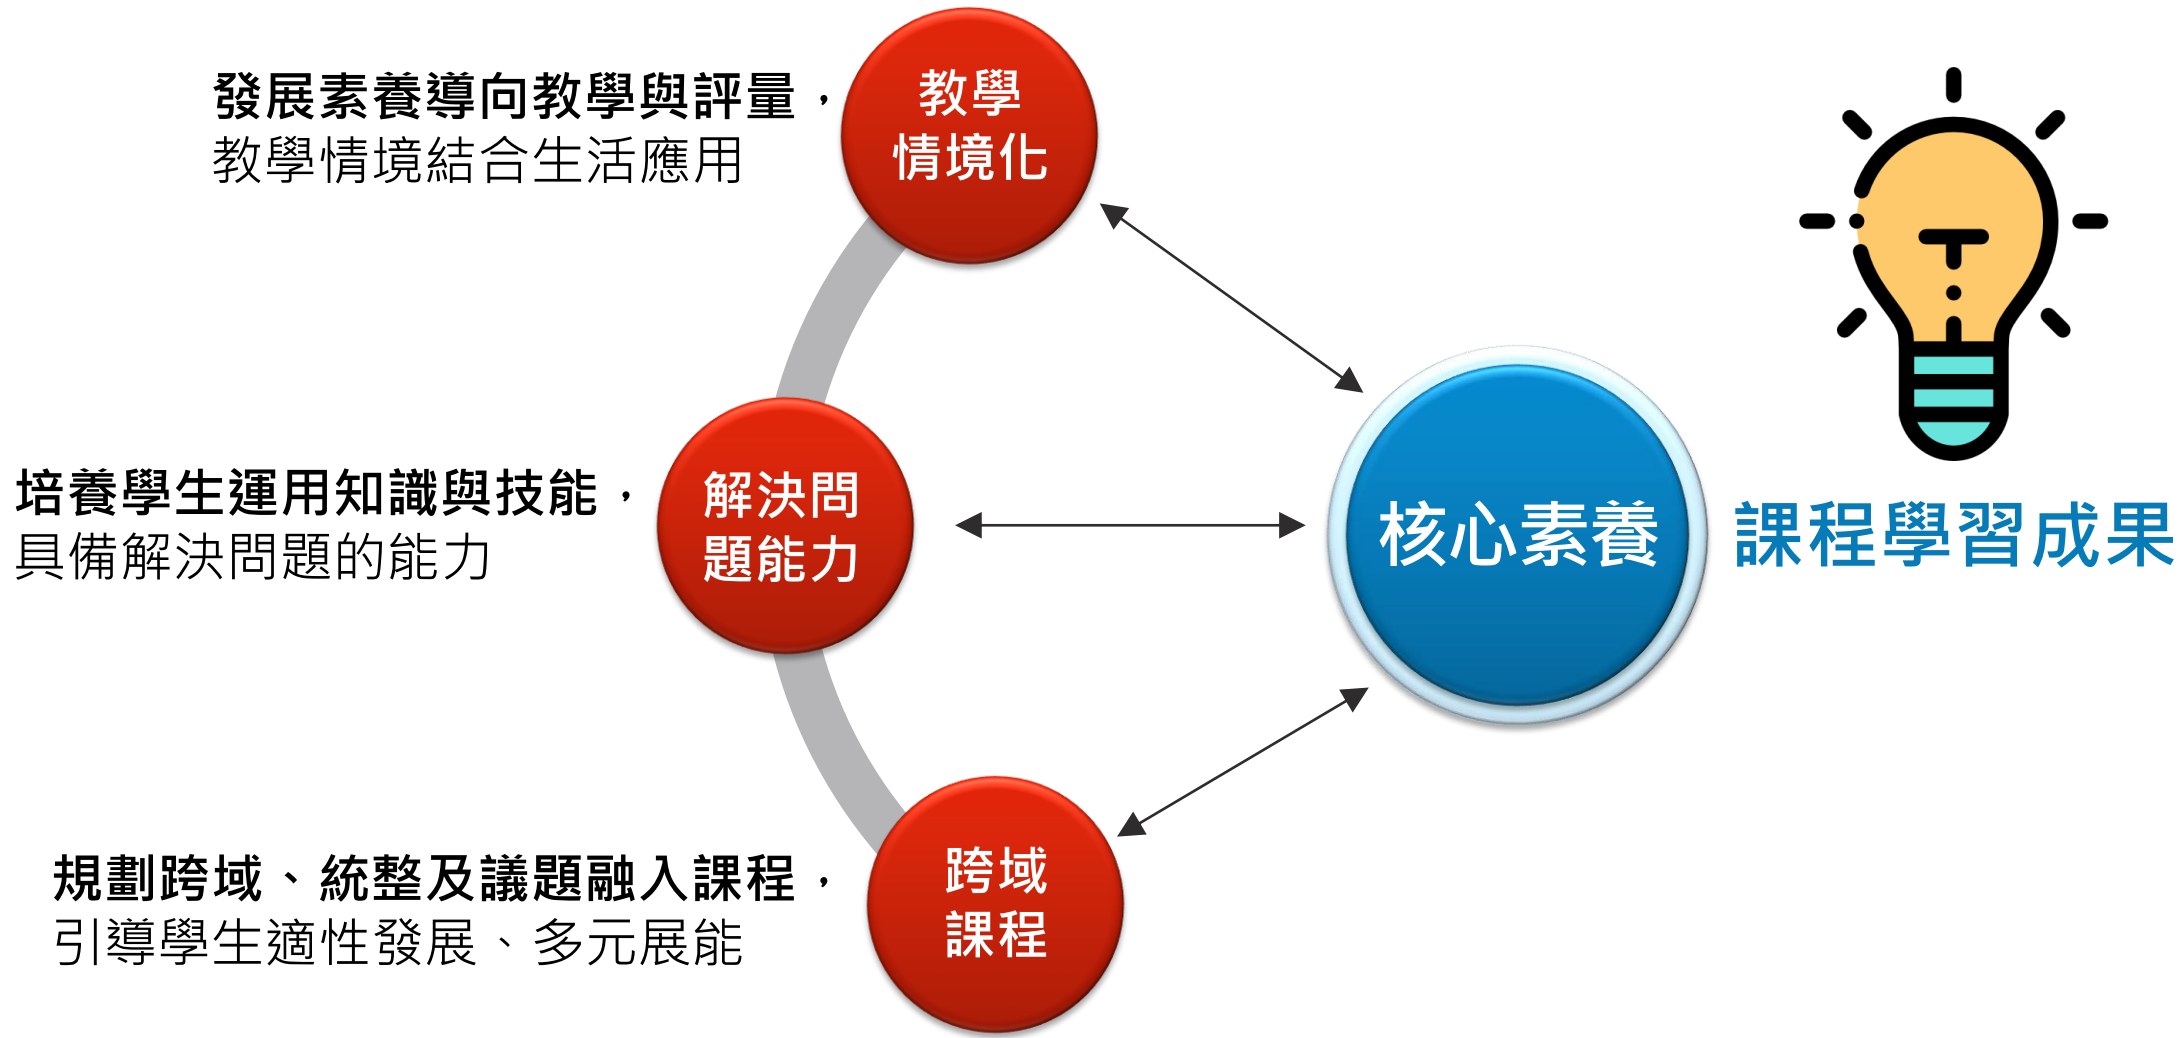 發展素養導向教學與評量，
教學情境結合生活應用
教學
情境化
培養學生運用知識與技能，
具備解決問題的能力
解決問
題能力
核心素養
課程學習成果
規劃跨域、統整及議題融入課程，
引導學生適性發展、多元展能
跨域
課程